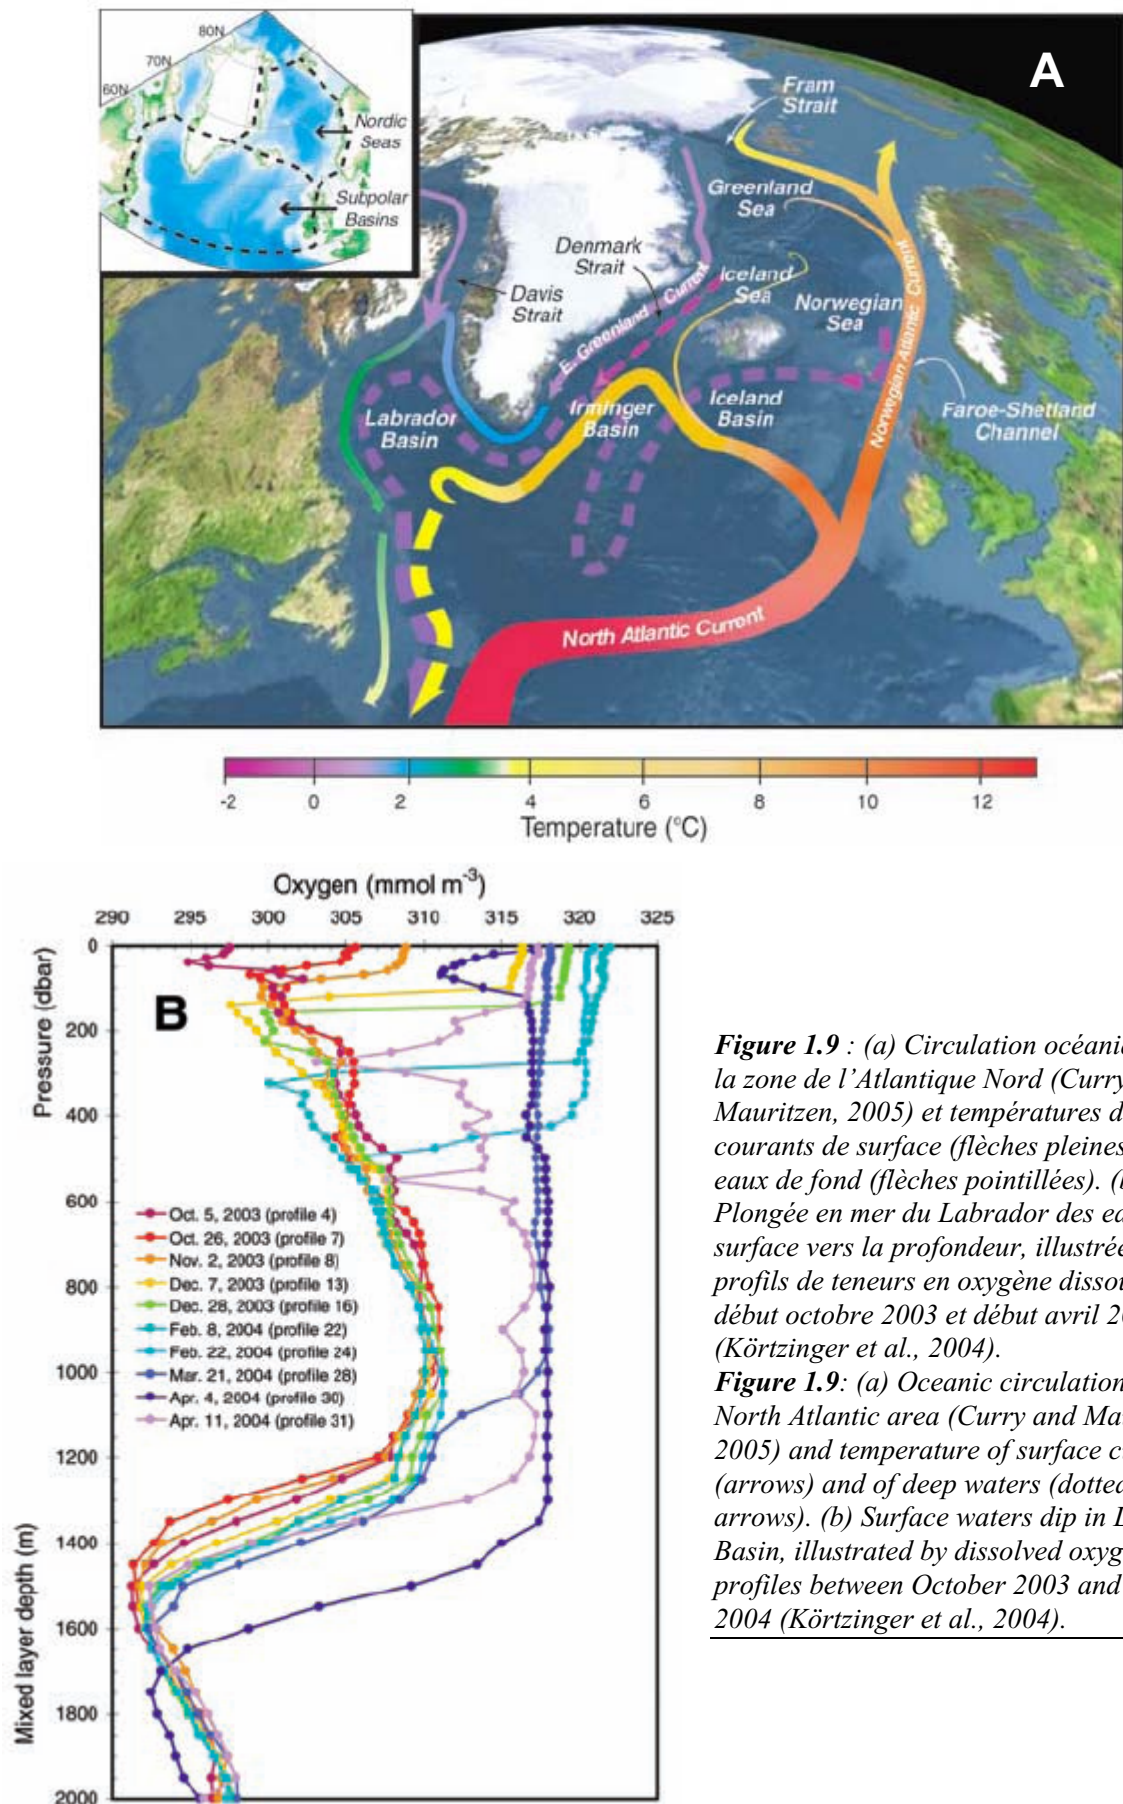 A
80N
70N
60N
Nordic
Seas
Subpolar
Basins
Fram
Strait
Greenland
Sea
Denmark
Strait
Iceland
Sea
Norwegian
Sea
Davis
Strait
E. Greenland Current
Norwegian Atlantic Current
Labrador
Basin
Irminger
Basin
Iceland
Basin
Faroe-Shetland
Channel
North Atlantic Current
-2 0 2 4 6 8 10 12
Temperature (°C)
Oxygen (mmol m-3)
290 295 300 305 310 315 320 325
B
Pressure (dbar)
Mixed layer depth (m)
0
200
400
600
800
1000
1200
1400
1600
1800
2000
Oct. 5, 2003 (profile 4)
Oct. 26, 2003 (profile 7)
Nov. 2, 2003 (profile 8)
Dec. 7, 2003 (profile 13)
Dec. 28, 2003 (profile 16)
Feb. 8, 2004 (profile 22)
Feb. 22, 2004 (profile 24)
Mar. 21, 2004 (profile 28)
Apr. 4, 2004 (profile 30)
Apr. 11, 2004 (profile 31)
Figure 1.9 : (a) Circulation
la zone de l'Atlantique Nord (Curry
Mauritzen, 2005) et températures
courants de surface (flèches pleines
eaux de fond (flèches pointillées).
Plongée en mer du Labrador des
surface vers la profondeur, illustrée
profils de teneurs en oxygène
début octobre 2003 et début avril
(Körtzinger et al., 2004).
Figure 1.9: (a) Oceanic circulation
North Atlantic area (Curry and
2005) and temperature of surface
(arrows) and of deep waters (dotted
arrows). (b) Surface waters dip in
Basin, illustrated by dissolved
profiles between October 2003 and
2004 (Körtzinger et al., 2004).